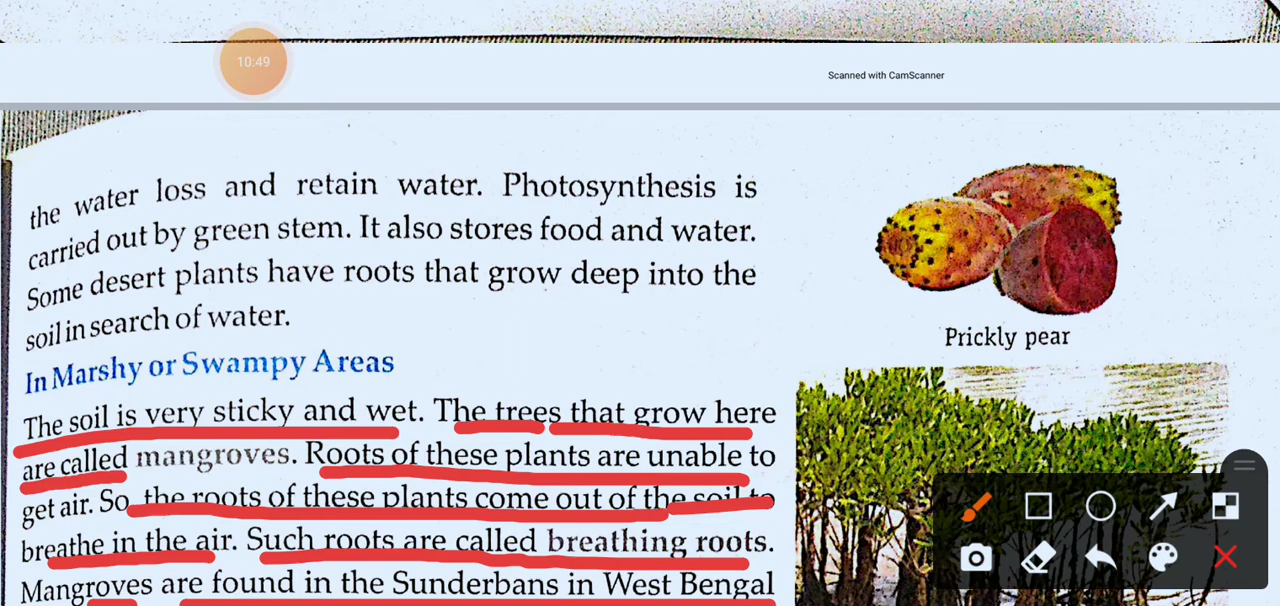 10:49
Scanned with CamScanner
the water loss and retain water. Photosynthesis is
carried out by green stem. It also stores food and water.
Some desert plants have roots that grow deep into the
soil in search of water.
Prickly pear
In Marshy or Swampy Areas
The soil is very sticky and wet. The trees that grow here
are called mangroves. Roots of these plants are unable to
get air. So the roots of these plants come out of the soil to
breathe in the air. Such roots are called breathing roots.
Mangroves are found in the Sunderbans in West Bengal